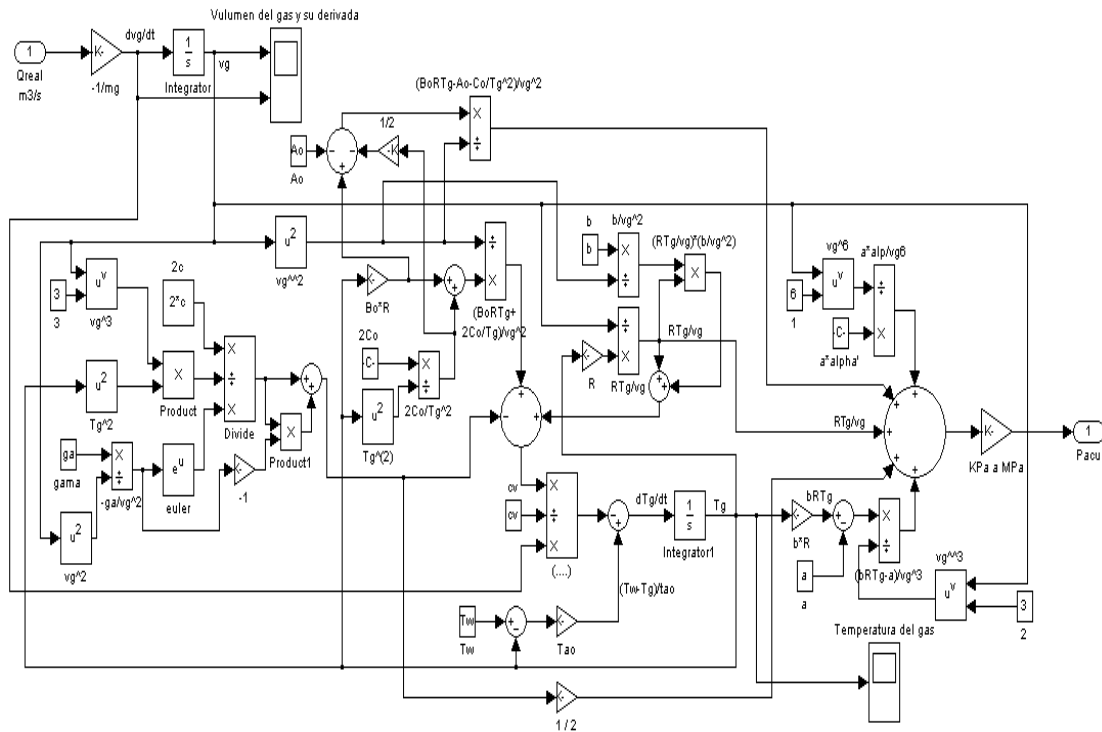 Vulumen del gas y su derivada
1
Qreal
m3/s
K-
-1/mg
dvg/dt
1
s
Integrator
vg
(BoRTg-Ao-Co/Tg^2)/vg^2
×
÷
1/2
-K
Ao
Ao
-
-
+
u^2
vg^^2
Bo*R
+
+
÷
×
(BoRTg+
2Co/Tg)/vg^2
b
b
b/vg^2
×
÷
(RTg/vg)*(b/vg^2)
×
÷
×
RTg/vg
R
RTg/vg
+
+
vg^6
6
1
u^v
a*alp/vg6
÷
×
-C-
a*alpha'
3
3
u^v
vg^3
2c
2*c
u^2
Tg^2
×
Product
×
÷
×
Divide
+
+
×
Product1
ga
gama
×
÷
-ga/vg^2
e^u
euler
-1
u^2
vg^2
2Co
-C-
×
÷
2Co/Tg^2
u^2
Tg^(2)
+
-
+
cv
cv
×
÷
×
(....)
-
+
dTg/dt
1
s
Integrator1
Tg
(Tw-Tg)/tao
Tw
Tw
+
-
Tao
1 / 2
bRTg
b*R
+
-
a
a
×
÷
(bRTg-a)/vg^3
vg^^3
u^v
3
2
Temperatura del gas
RTg/vg
+
+
+
+
+
K-
KPa a MPa
1
Pacu